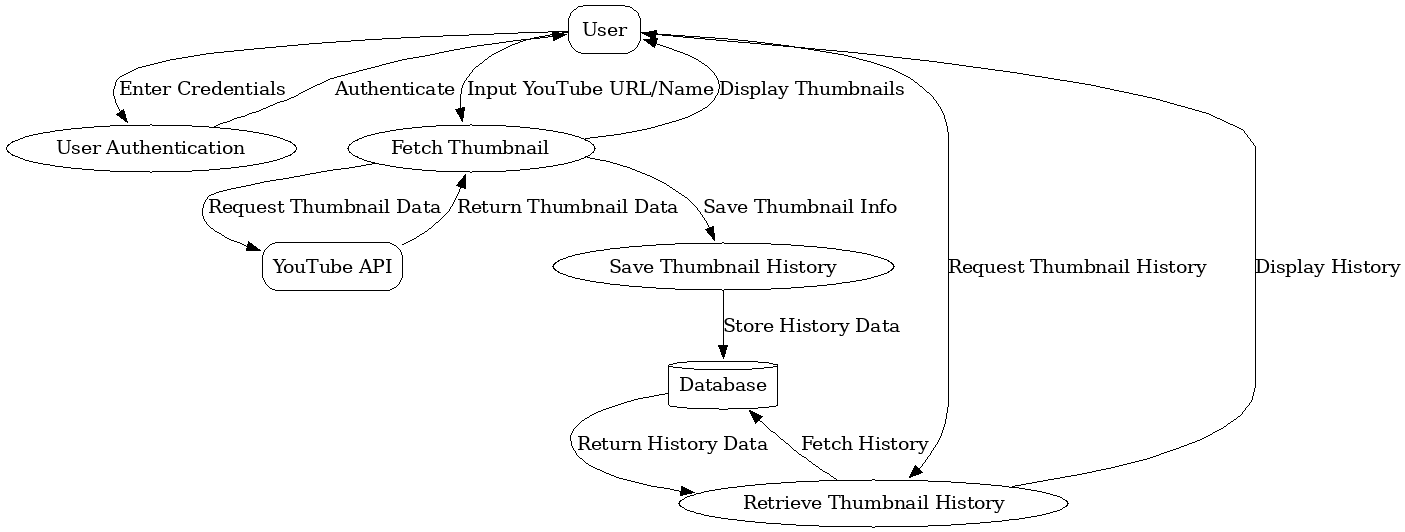 User
Enter Credentials
Authenticate
Input YouTube URL/Name
Display Thumbnails
User Authentication
Fetch Thumbnail
Request Thumbnail Data
Return Thumbnail Data
Save Thumbnail Info
YouTube API
Save Thumbnail History
Request Thumbnail History
Display History
Store History Data
Database
Return History Data
Fetch History
Retrieve Thumbnail History